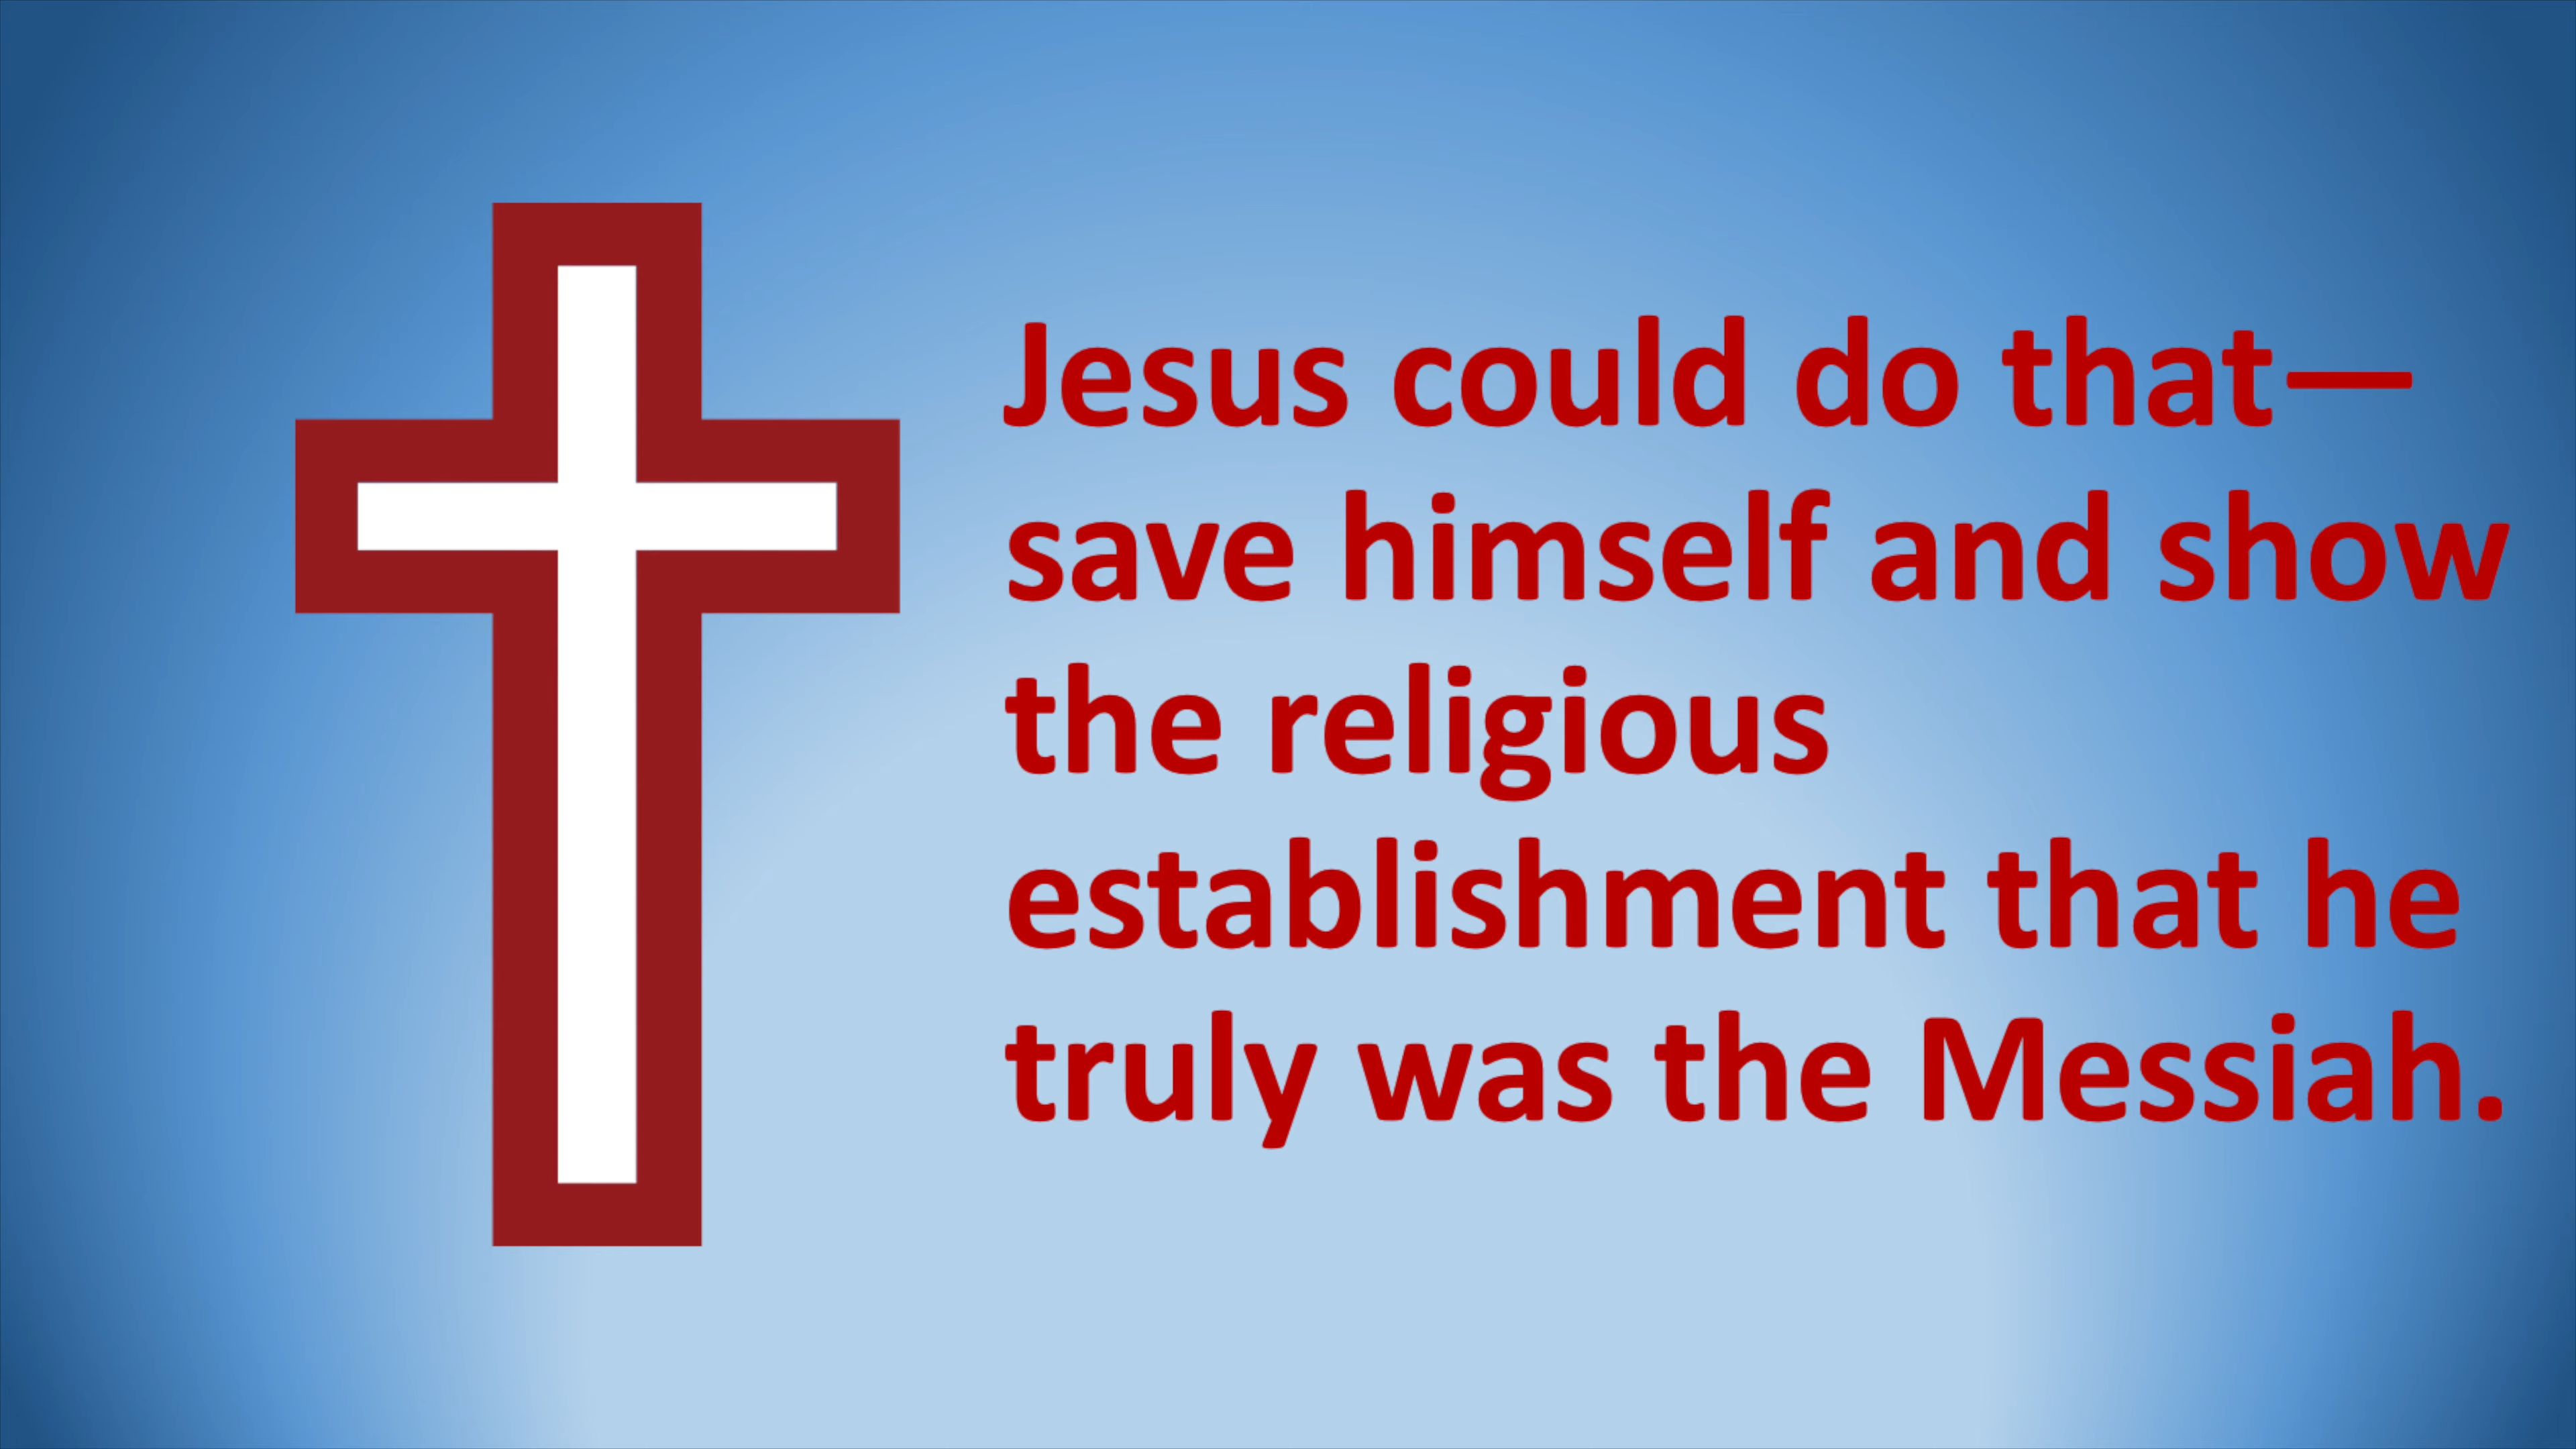 Jesus could do that—
save himself and show
the religious
establishment that he
truly was the Messiah.